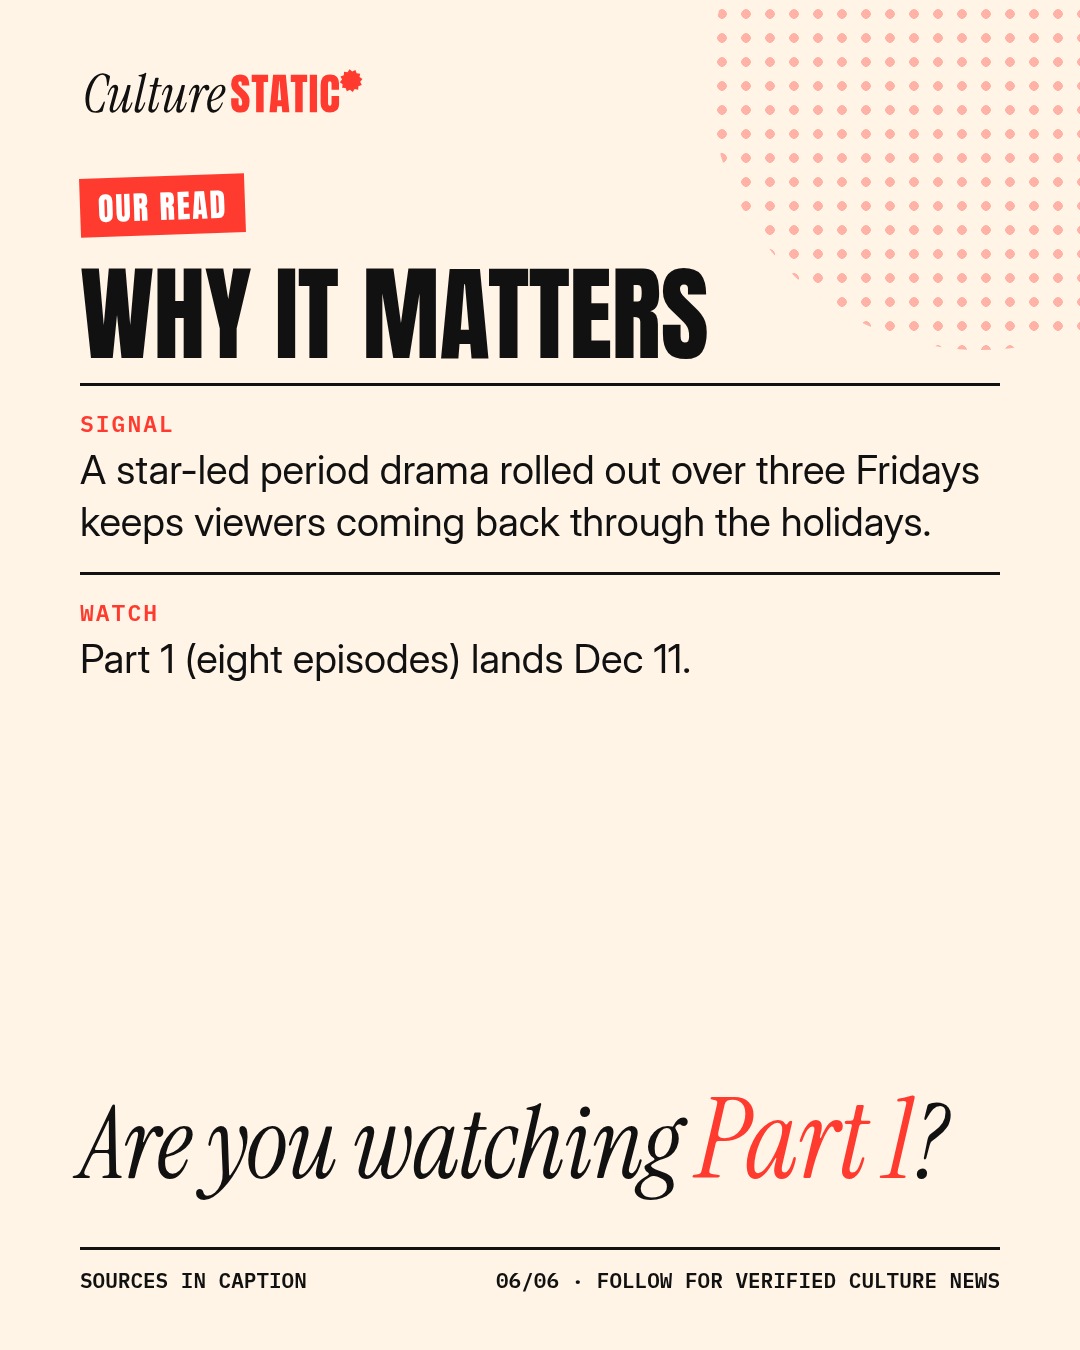 Culture STATIC
OUR READ
WHY IT MATTERS
SIGNAL
A star-led period drama rolled out over three Fridays
keeps viewers coming back through the holidays.
WATCH
Part 1 (eight episodes) lands Dec 11.
Are you watching Part 1?
SOURCES IN CAPTION
06/06 · FOLLOW FOR VERIFIED CULTURE NEWS